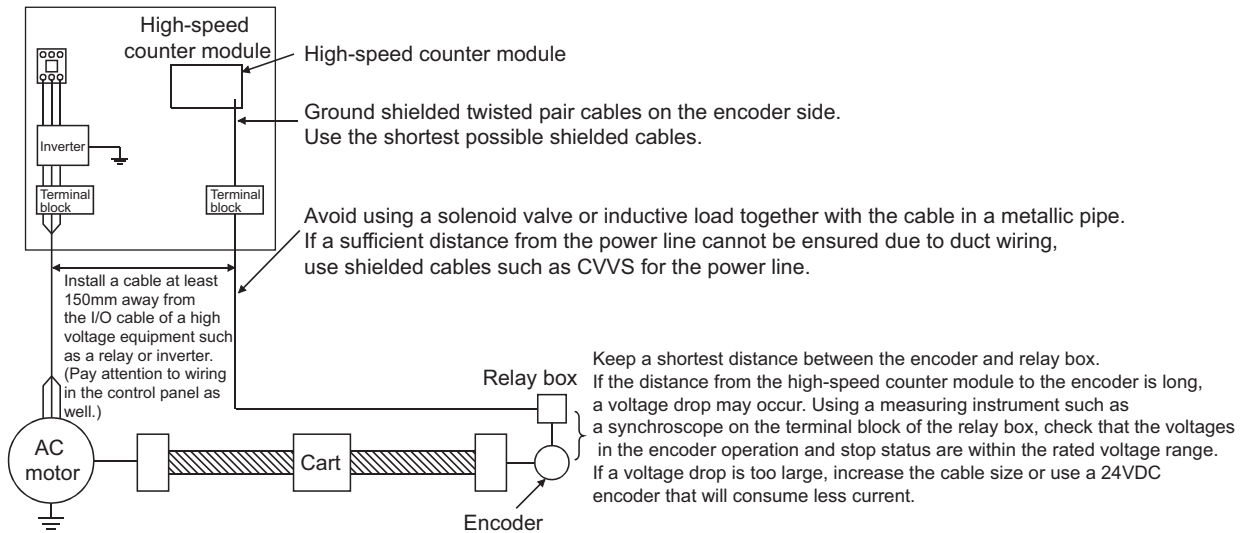 High-speed
counter module
High-speed counter module
Ground shielded twisted pair cables on the encoder side.
Use the shortest possible shielded cables.
Inverter
Terminal
block
Terminal
block
Avoid using a solenoid valve or inductive load together with the cable in a metallic pipe.
If a sufficient distance from the power line cannot be ensured due to duct wiring,
use shielded cables such as CVVS for the power line.
Install a cable at least
150mm away from
the I/O cable of a high
voltage equipment such
as a relay or inverter.
(Pay attention to wiring
in the control panel as
well.)
Relay box
Keep a shortest distance between the encoder and relay box.
If the distance from the high-speed counter module to the encoder is long,
a voltage drop may occur. Using a measuring instrument such as
a synchroscope on the terminal block of the relay box, check that the voltages
in the encoder operation and stop status are within the rated voltage range.
If a voltage drop is too large, increase the cable size or use a 24VDC
encoder that will consume less current.
AC
motor
Cart
Encoder